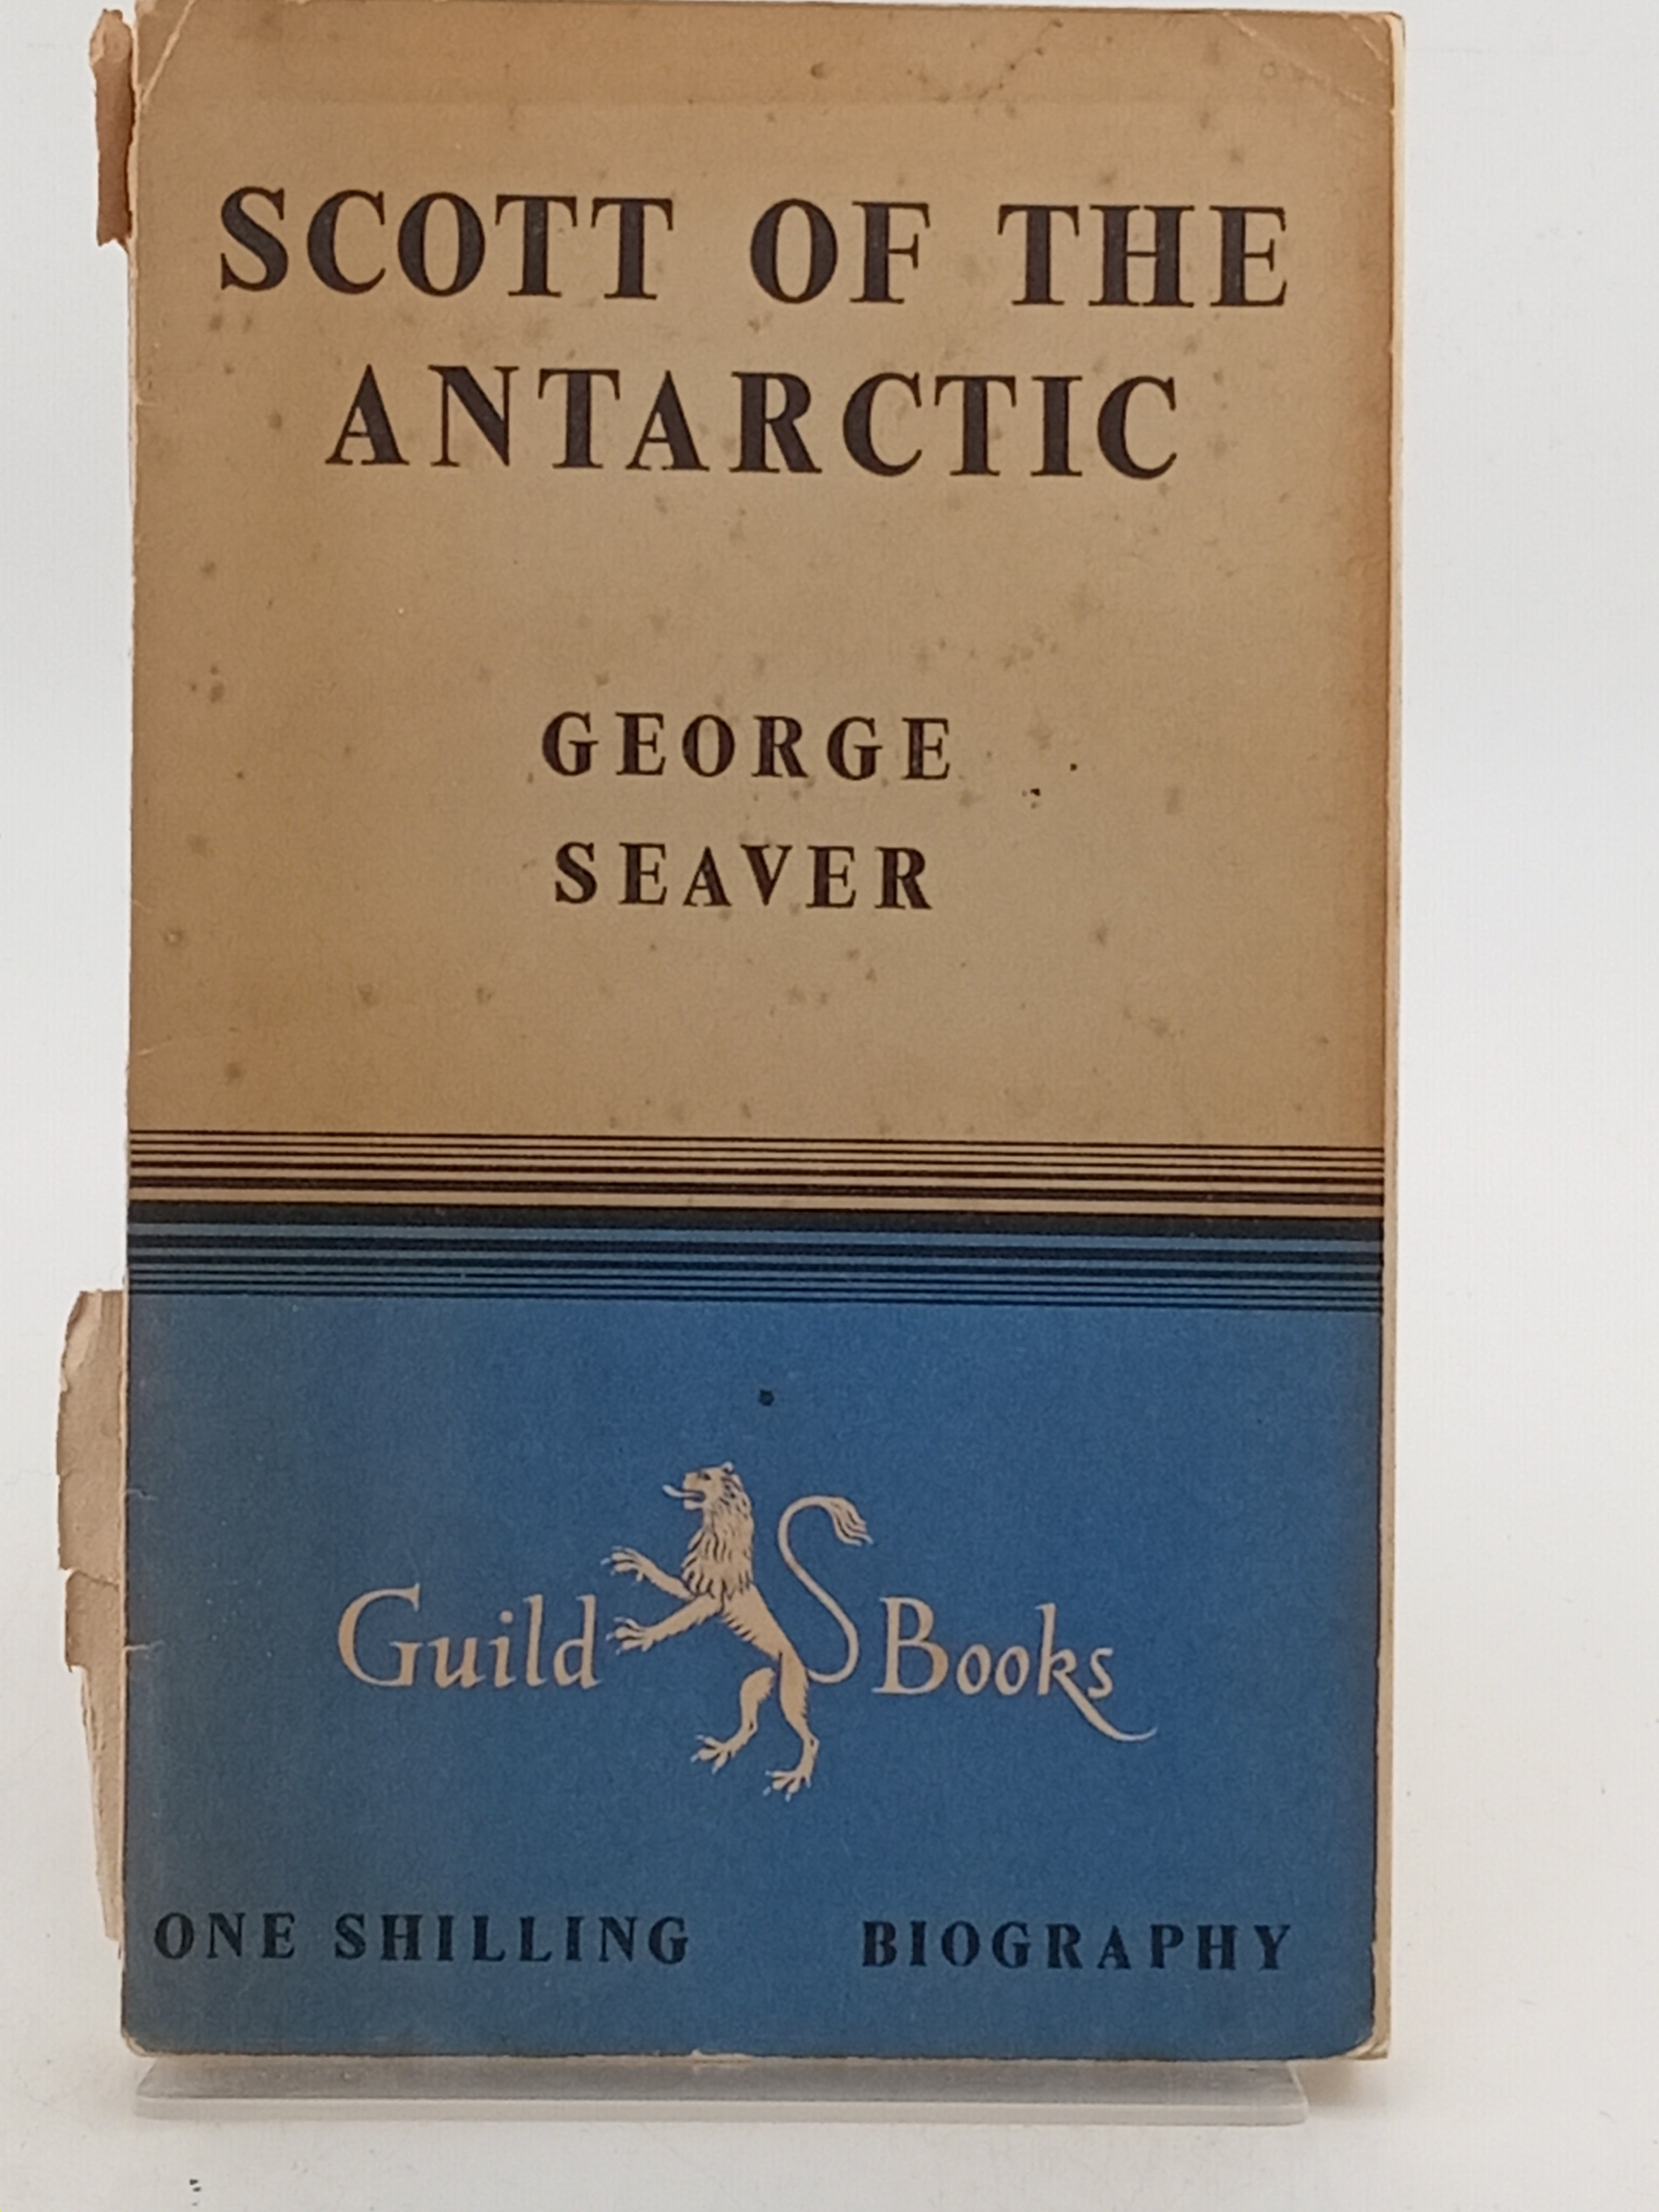 SCOTT OF THE
ANTARCTIC
GEORGE
SEAVER
Guild Books
ONE SHILLING BIOGRAPHY